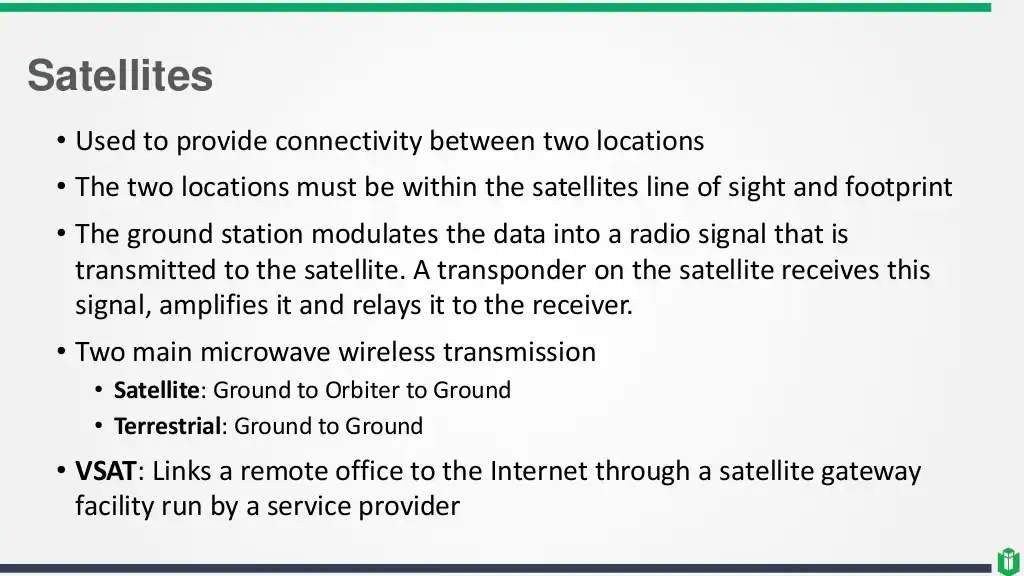 Satellites
• Used to provide connectivity between two locations
• The two locations must be within the satellites line of sight and footprint
• The ground station modulates the data into a radio signal that is
transmitted to the satellite. A transponder on the satellite receives this
signal, amplifies it and relays it to the receiver.
• Two main microwave wireless transmission
• Satellite: Ground to Orbiter to Ground
• Terrestrial: Ground to Ground
• VSAT: Links a remote office to the Internet through a satellite gateway
facility run by a service provider